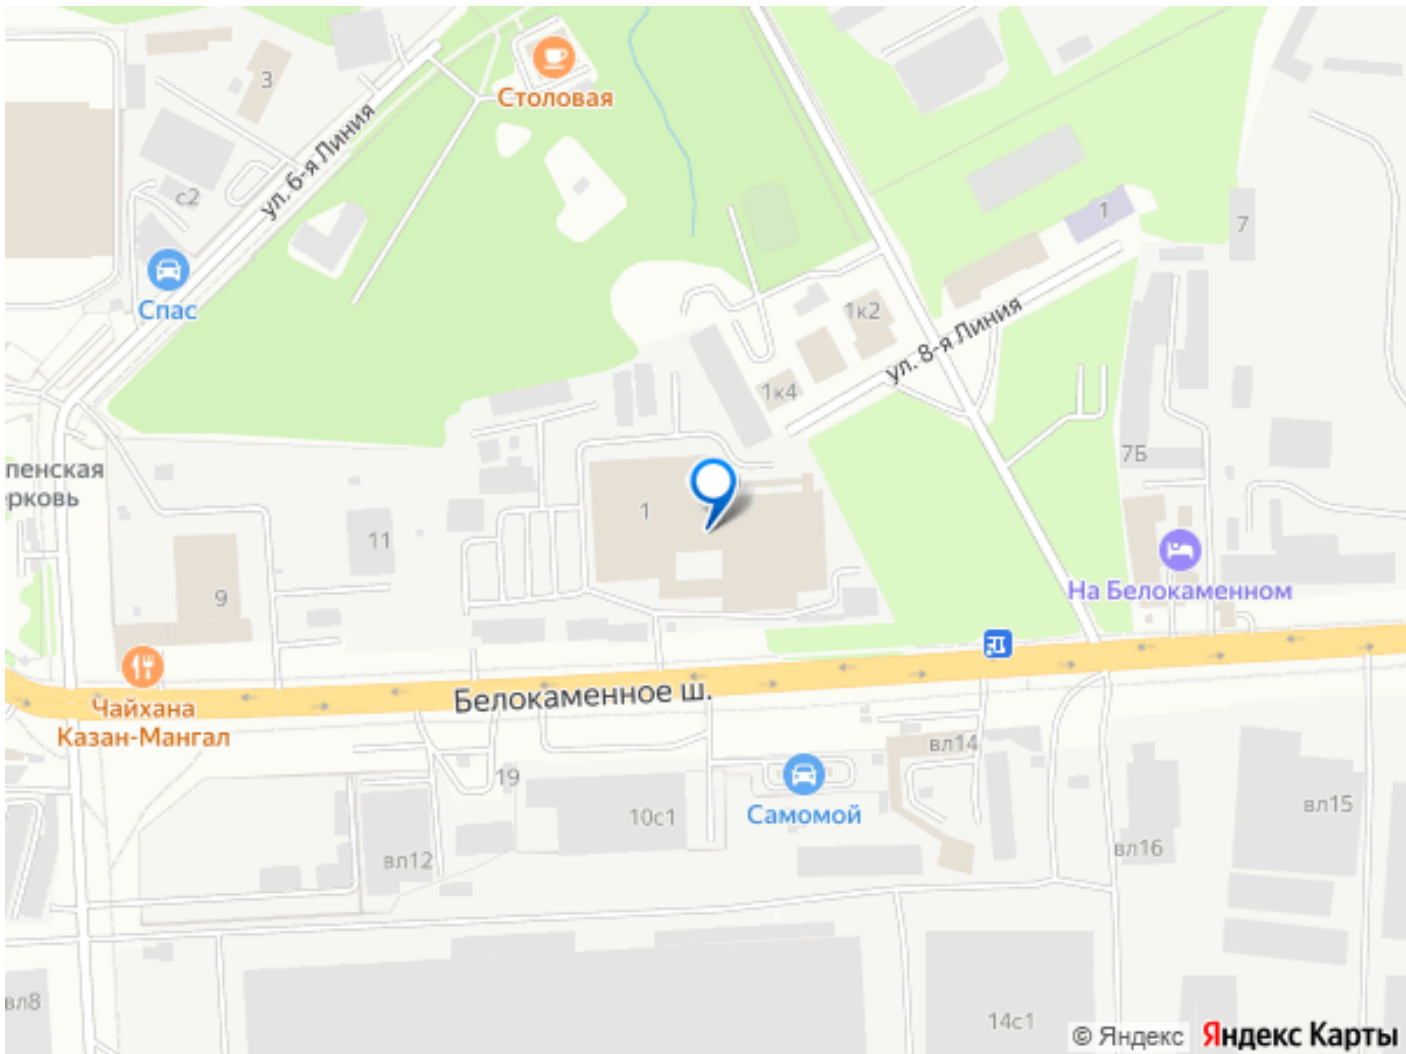 Столовая
3
ул. 6-я Линия
с2
1
7
Спас
1к2
ул. 8-я Линия
1к4
7Б
пенская
ерковь
1
11
9
На Белокаменном
Белокаменное ш.
Чайхана
Казан-Мангал
вл14
19
10с1
Самомой
вл15
вл12
вл16
вл8
14с1
© Яндекс
Яндекс Карты